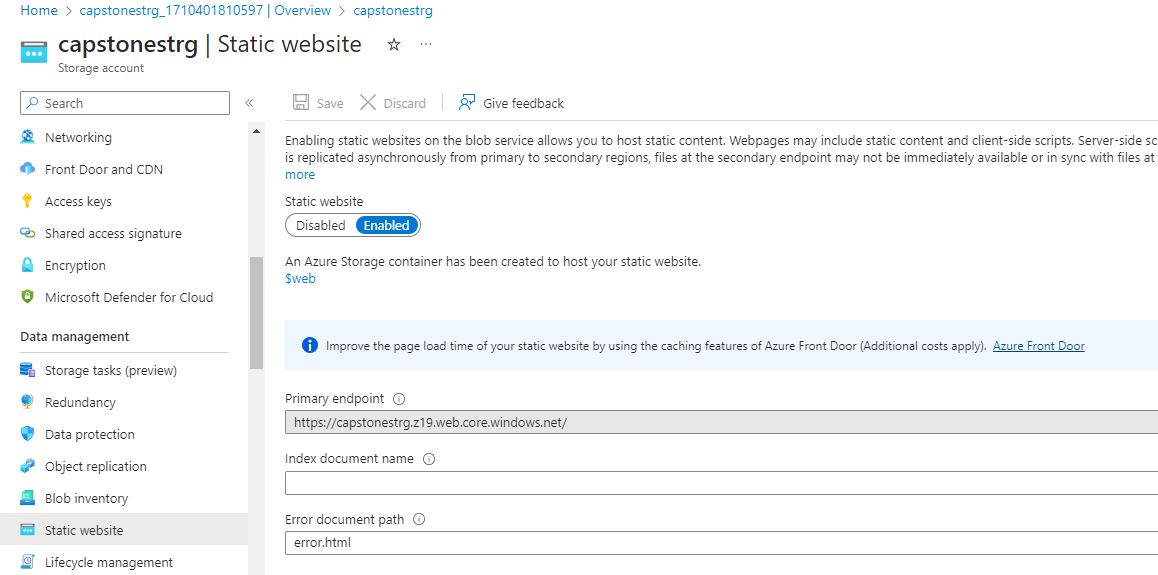 Home > capstonestrg_1710401810597 | Overview > capstonestrg
capstonestrg | Static website
Storage account
Search
Networking
Front Door and CDN
Access keys
Shared access signature
Encryption
Microsoft Defender for Cloud
Data management
Storage tasks (preview)
Redundancy
Data protection
Object replication
Blob inventory
Static website
Lifecycle management
Save Discard Give feedback
Enabling static websites on the blob service allows you to host static content. Webpages may include static content and client-side scripts. Server-side sc
is replicated asynchronously from primary to secondary regions, files at the secondary endpoint may not be immediately available or in sync with files at
more
Static website
Disabled Enabled
An Azure Storage container has been created to host your static website.
$web
Improve the page load time of your static website by using the caching features of Azure Front Door (Additional costs apply). Azure Front Door
Primary endpoint
https://capstonestrg.z19.web.core.windows.net/
Index document name
Error document path
error.html